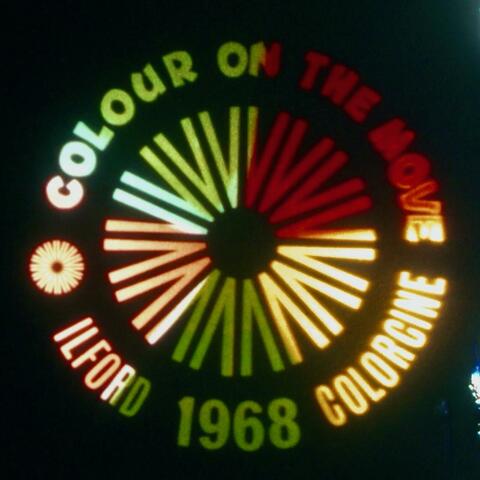 COLOUR ON THE MOVE
ILFORD 1968 COLORCINE